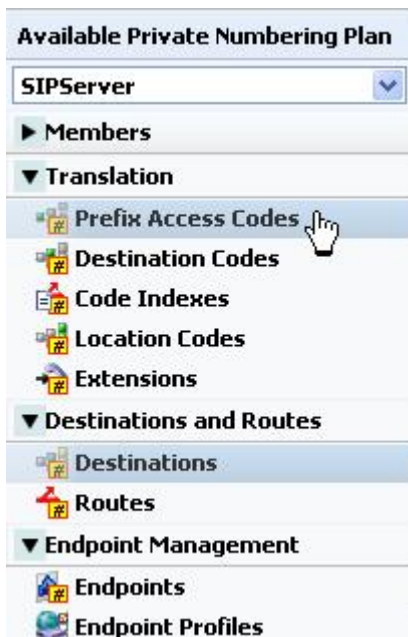 Available Private Numbering Plan
SIPServer
Members
Translation
Prefix Access Codes
Destination Codes
Code Indexes
Location Codes
Extensions
Destinations and Routes
Destinations
Routes
Endpoint Management
Endpoints
Endpoint Profiles